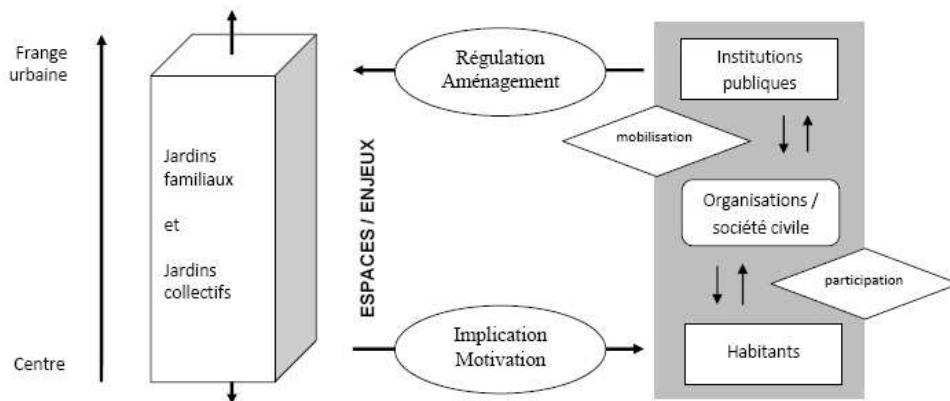 Frange
urbaine
Centre
Jardins
familiaux
et
Jardins
collectifs
ESPACES / ENJEUX
Régulation
Aménagement
Implication
Motivation
Institutions
publiques
mobilisation
Organisations /
société civile
participation
Habitants